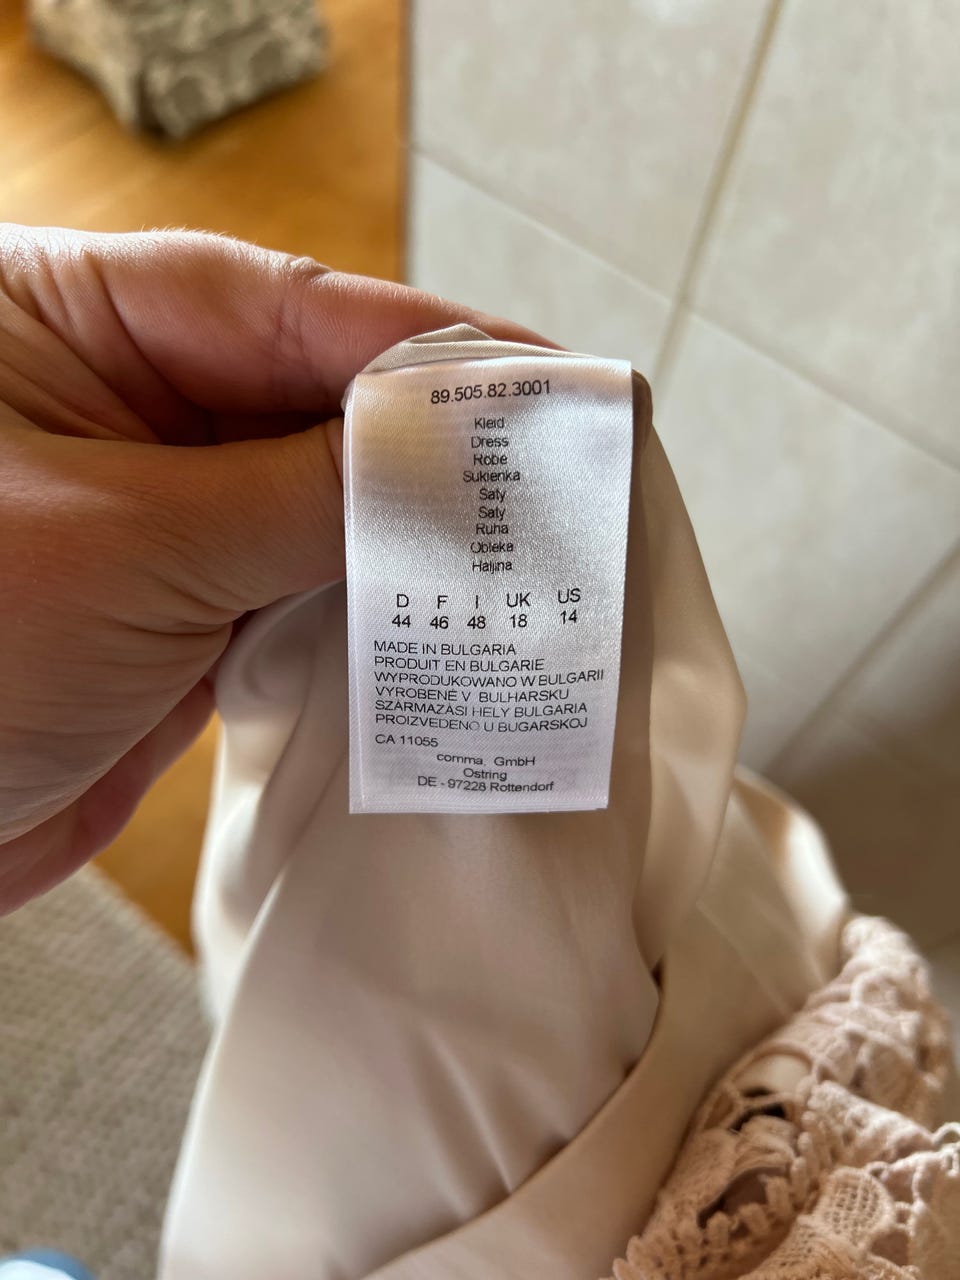 89.505.82.3001
Kleid
Dress
Robe
Sukienka
Saty
Saty
Ruha
Obleka
Haljina
D F I UK US
44 46 48 18 14
MADE IN BULGARIA
PRODUIT EN BULGARIE
WYPRODUKOWANO W BULGARII
VYROBENÉ V BULHARSKU
SZÁRMAZÁSI HELY BULGARIA
PROIZVEDENO U BUGARSKOJ
CA 11055
comma, GmbH
Ostring
DE - 97228 Rottendorf